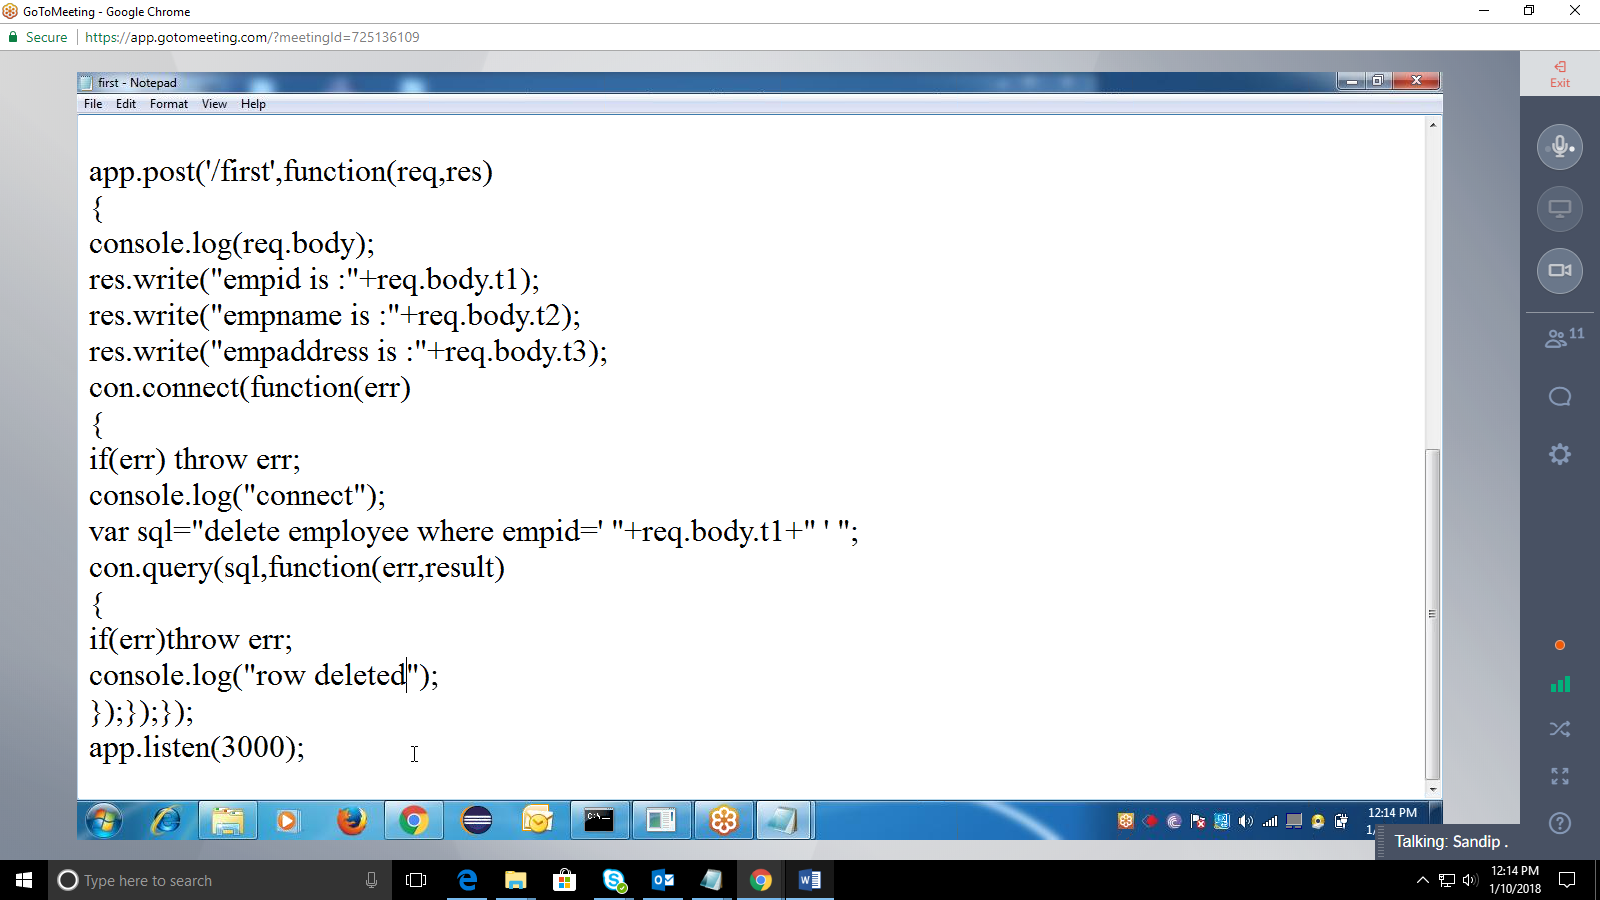 GoToMeeting - Google Chrome
Secure https://app.gotomeeting.com/?meetingId=725136109
Exit
first - Notepad
File Edit Format View Help
app.post('/first',function(req,res)
{
console.log(req.body);
res.write("empid is :"+req.body.t1);
res.write("empname is :"+req.body.t2);
res.write("empaddress is :"+req.body.t3);
con.connect(function(err)
{
if(err) throw err;
console.log("connect");
var sql="delete employee where empid=' "+req.body.t1+" ' ";
con.query(sql,function(err,result)
{
if(err)throw err;
console.log("row deleted");
});});});
app.listen(3000);
11
12:14 PM
1/
Talking: Sandip .
Type here to search
12:14 PM
1/10/2018